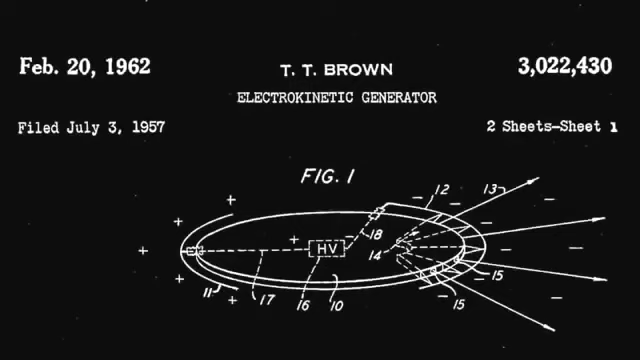 Feb. 20, 1962
T. T. BROWN
3,022,430
ELECTROKINETIC GENERATOR
Filed July 3, 1957
2 Sheets-Sheet 1
FIG. 1
12
13
18
HV
14
15
11
17
16
10
15